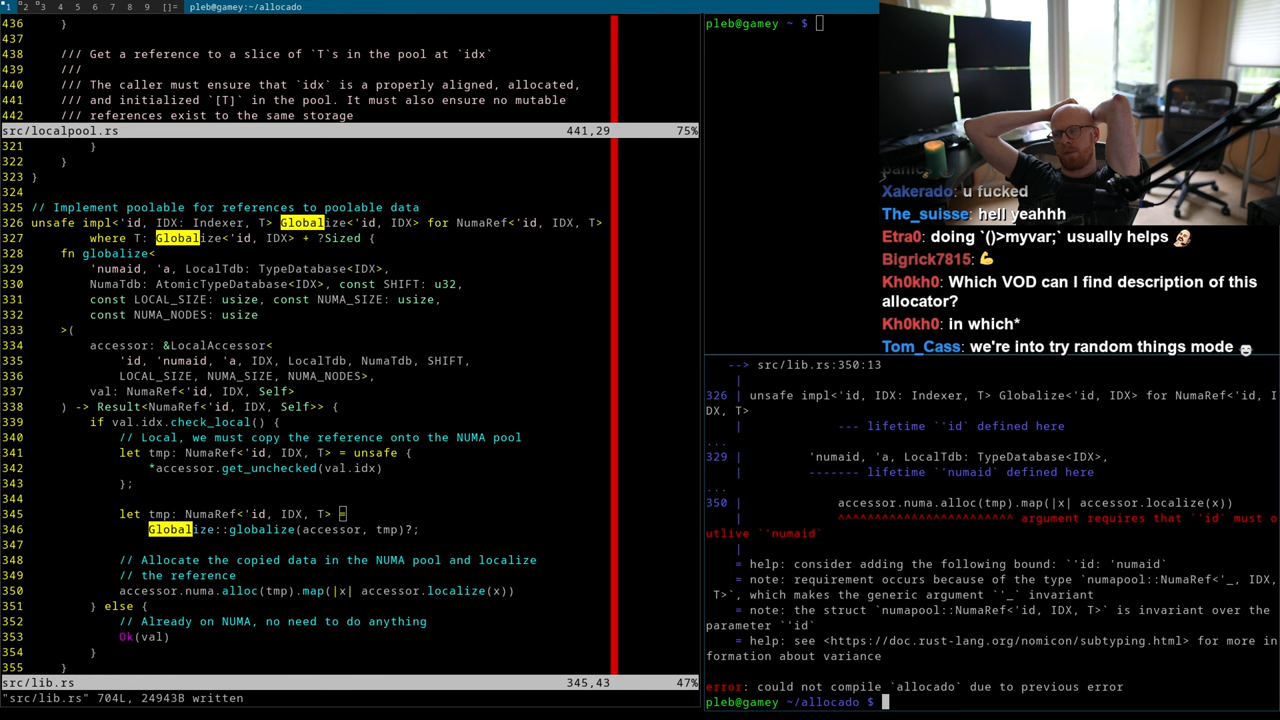 1 2 3 4 5 6 7 8 9 []= pleb@gamey:~/allocado
436     }
437
438     /// Get a reference to a slice of `T`s in the pool at `idx`
439     ///
440     /// The caller must ensure that `idx` is a properly aligned, allocated,
441     /// and initialized `[T]` in the pool. It must also ensure no mutable
442     /// references exist to the same storage
src/localpool.rs 441,29 75%
321         }
322     }
323 }
324
325 // Implement poolable for references to poolable data
326 unsafe impl<'id, IDX: Indexer, T> Globalize<'id, IDX> for NumaRef<'id, IDX, T>
327         where T: Globalize<'id, IDX> + ?Sized {
328     fn globalize<
329             'numaid, 'a, LocalTdb: TypeDatabase<IDX>,
330         NumaTdb: AtomicTypeDatabase<IDX>, const SHIFT: u32,
331         const LOCAL_SIZE: usize, const NUMA_SIZE: usize,
332         const NUMA_NODES: usize
333     >(
334         accessor: &LocalAccessor<
335             'id, 'numaid, 'a, IDX, LocalTdb, NumaTdb, SHIFT,
336             LOCAL_SIZE, NUMA_SIZE, NUMA_NODES>,
337         val: NumaRef<'id, IDX, Self>
338     ) -> Result<NumaRef<'id, IDX, Self>> {
339         if val.idx.check_local() {
340             // Local, we must copy the reference onto the NUMA pool
341             let tmp: NumaRef<'id, IDX, T> = unsafe {
342                 *accessor.get_unchecked(val.idx)
343             };
344
345             let tmp: NumaRef<'id, IDX, T> =
346                 Globalize::globalize(accessor, tmp)?;
347
348             // Allocate the copied data in the NUMA pool and localize
349             // the reference
350             accessor.numa.alloc(tmp).map(|x| accessor.localize(x))
351         } else {
352             // Already on NUMA, no need to do anything
353             Ok(val)
354         }
355     }
src/lib.rs 345,43 47%
"src/lib.rs" 704L, 24943B written
pleb@gamey ~ $
Xakerado: u fucked
The_suisse: hell yeahhh
Etra0: doing `()>myvar;` usually helps
Bigrick7815:
Kh0kh0: Which VOD can I find description of this
allocator?
Kh0kh0: in which*
Tom_Cass: we're into try random things mode
--> src/lib.rs:350:13
|
326 | unsafe impl<'id, IDX: Indexer, T> Globalize<'id, IDX> for NumaRef<'id, I
DX, T>
| --- lifetime `'id` defined here
...
329 | 'numaid, 'a, LocalTdb: TypeDatabase<IDX>,
| ------- lifetime `'numaid` defined here
...
350 | accessor.numa.alloc(tmp).map(|x| accessor.localize(x))
| ^^^^^^^^^^^^^^^^^^^^^^^^ argument requires that `'id` must o
utlive `'numaid`
|
= help: consider adding the following bound: `'id: 'numaid`
= note: requirement occurs because of the type `numapool::NumaRef<'_, IDX,
T>`, which makes the generic argument `'_` invariant
= note: the struct `numapool::NumaRef<'id, IDX, T>` is invariant over the
parameter `'id`
= help: see <https://doc.rust-lang.org/nomicon/subtyping.html> for more in
formation about variance
error: could not compile `allocado` due to previous error
pleb@gamey ~/allocado $